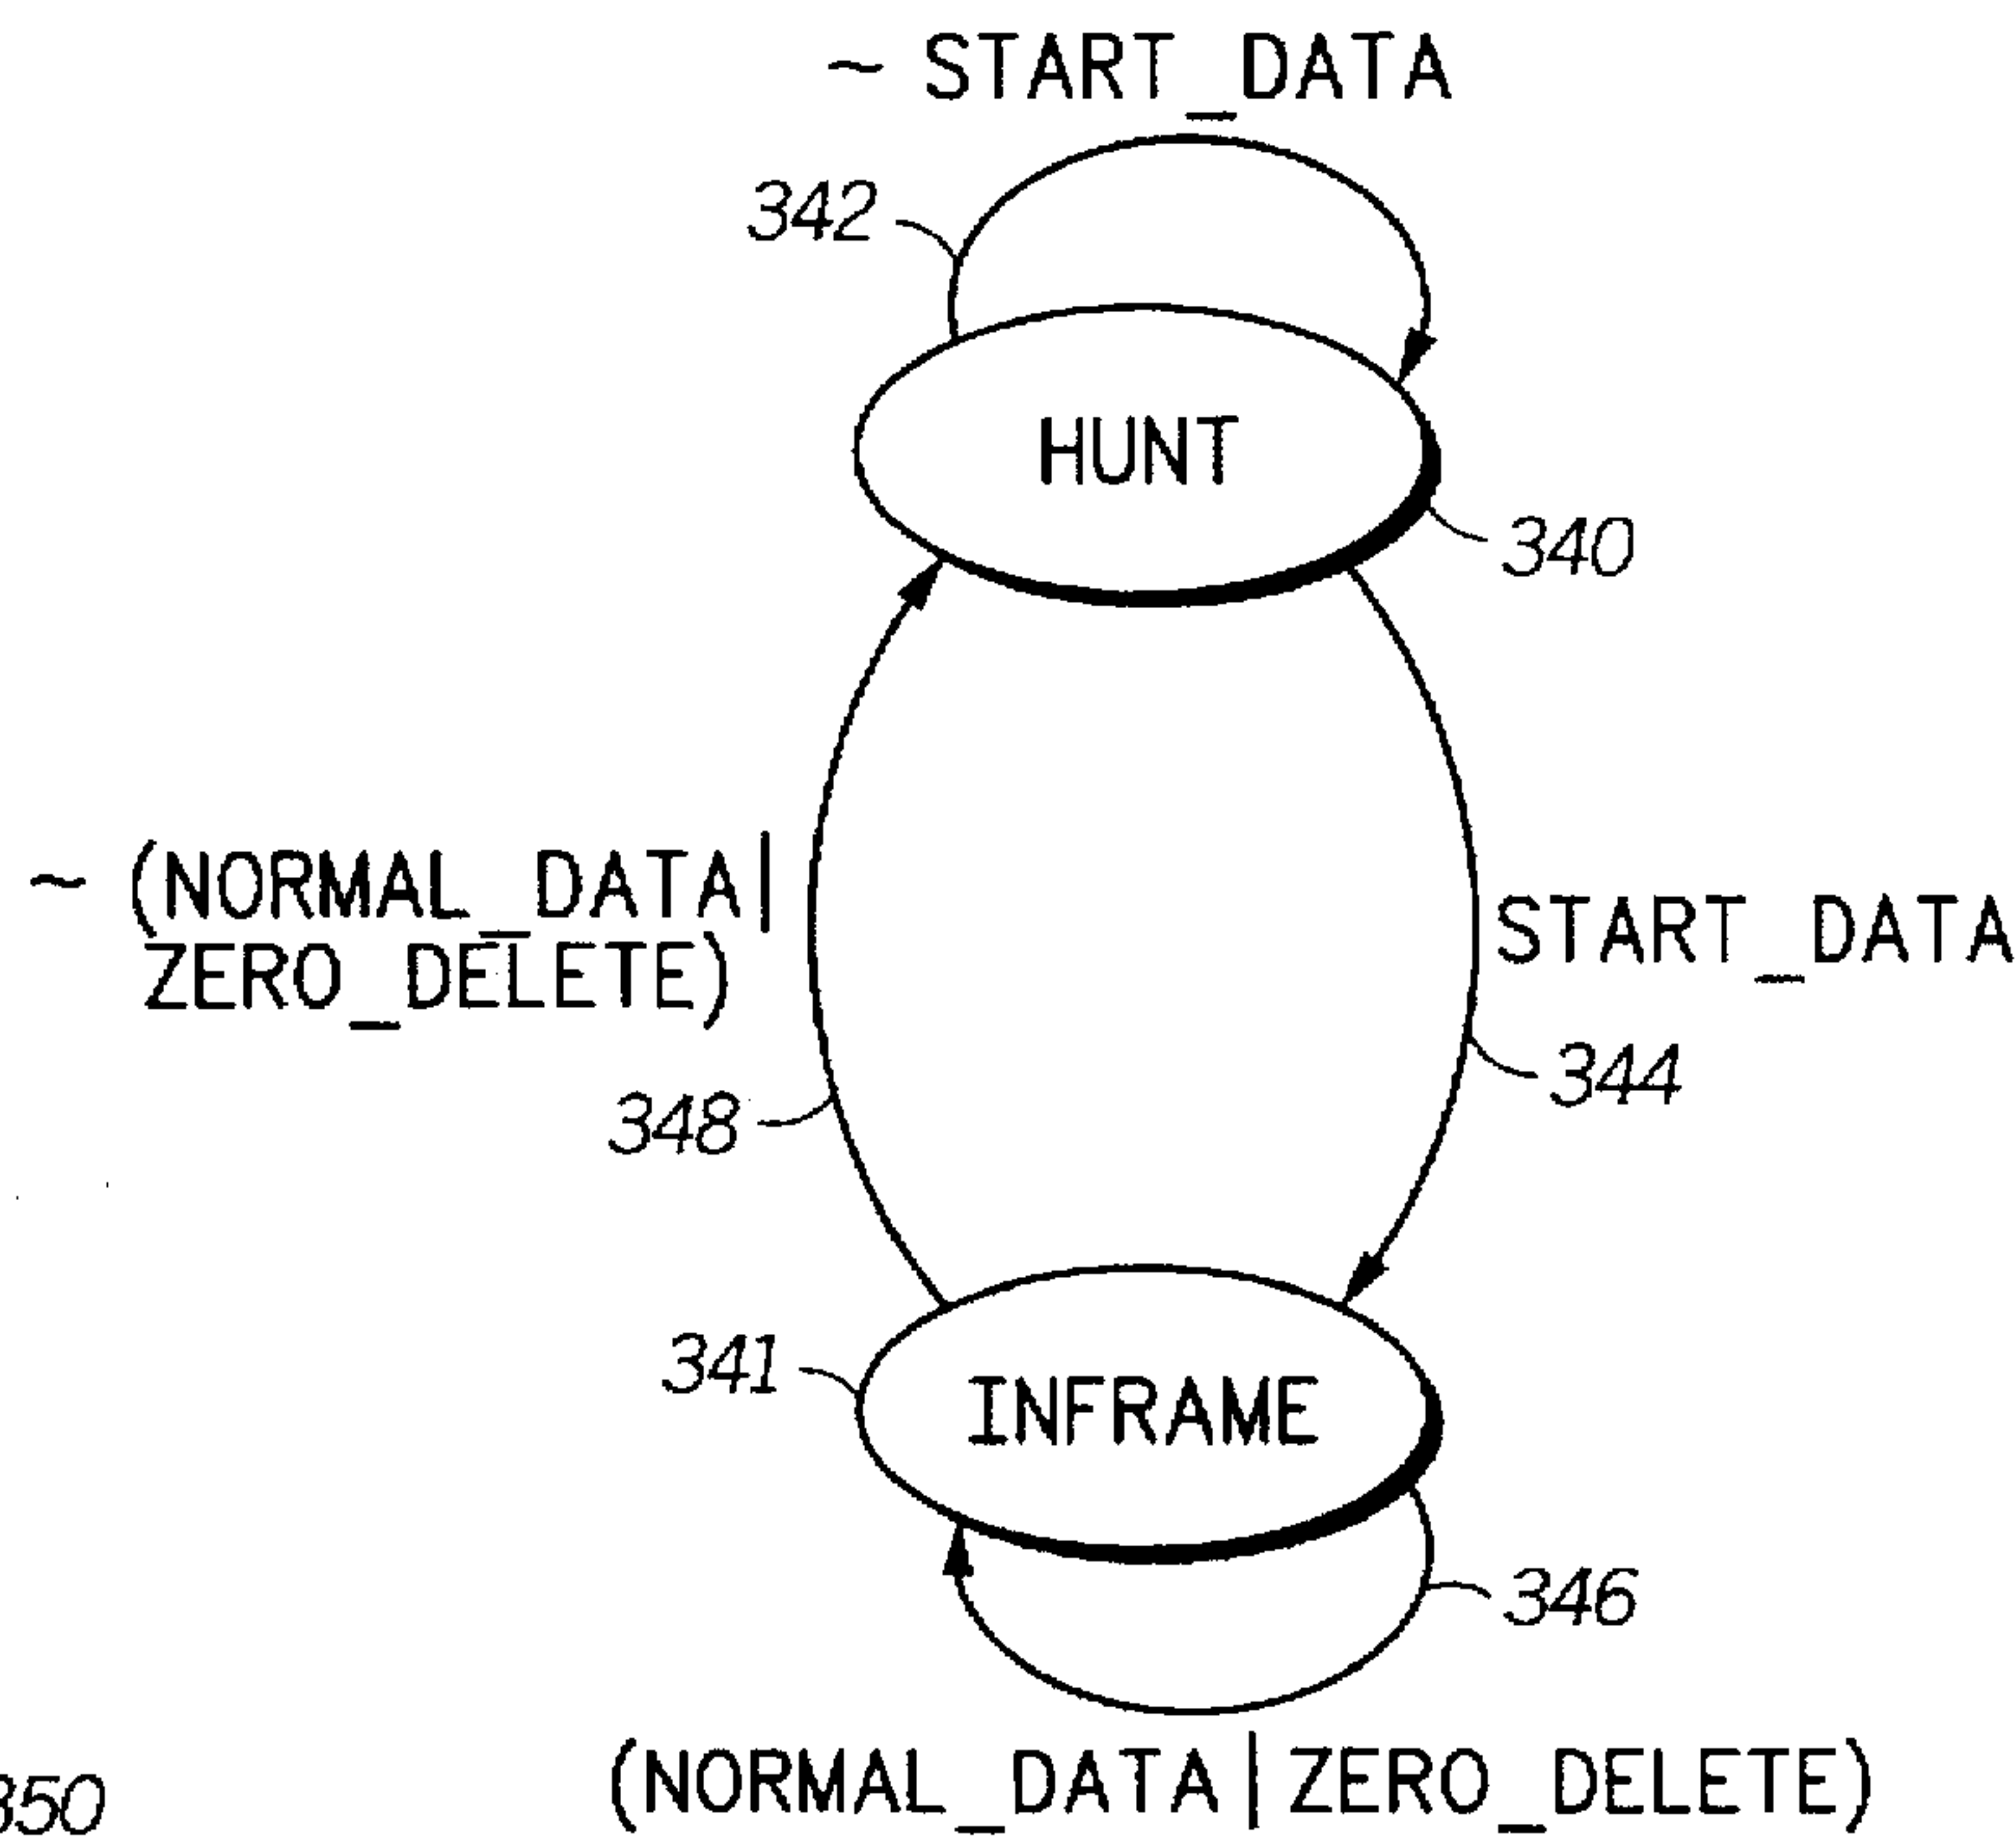 ~ START_DATA
342
HUNT
340
~ (NORMAL_DATA|
ZERO_DELETE)
START_DATA
344
348
341
INFRAME
346
(NORMAL_DATA|ZERO_DELETE)
350